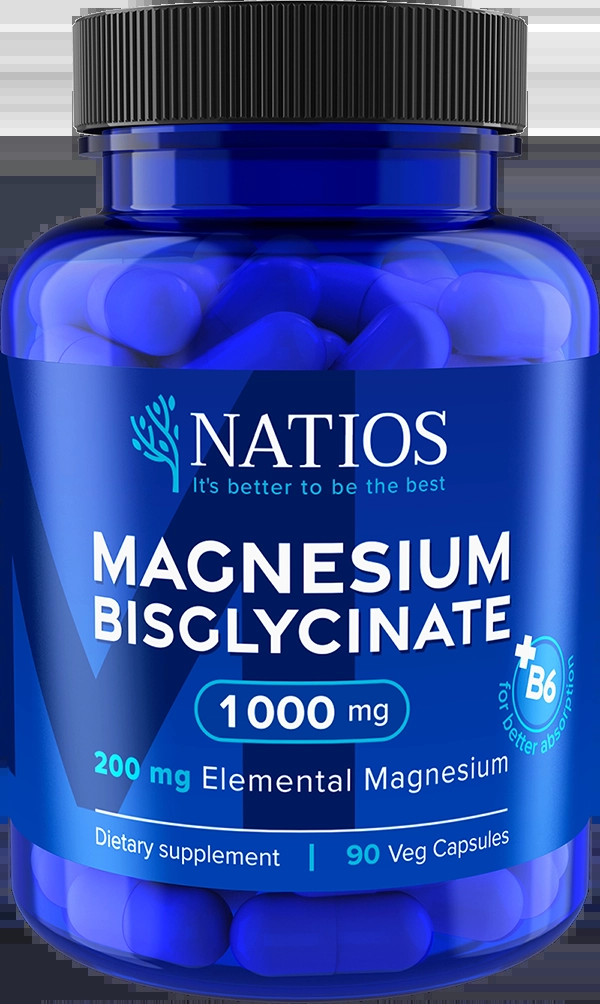 NATIOS
It's better to be the best
MAGNESIUM
BISGLYCINATE
+B6
for better absorption
1000 mg
200 mg Elemental Magnesium
Dietary supplement | 90 Veg Capsules